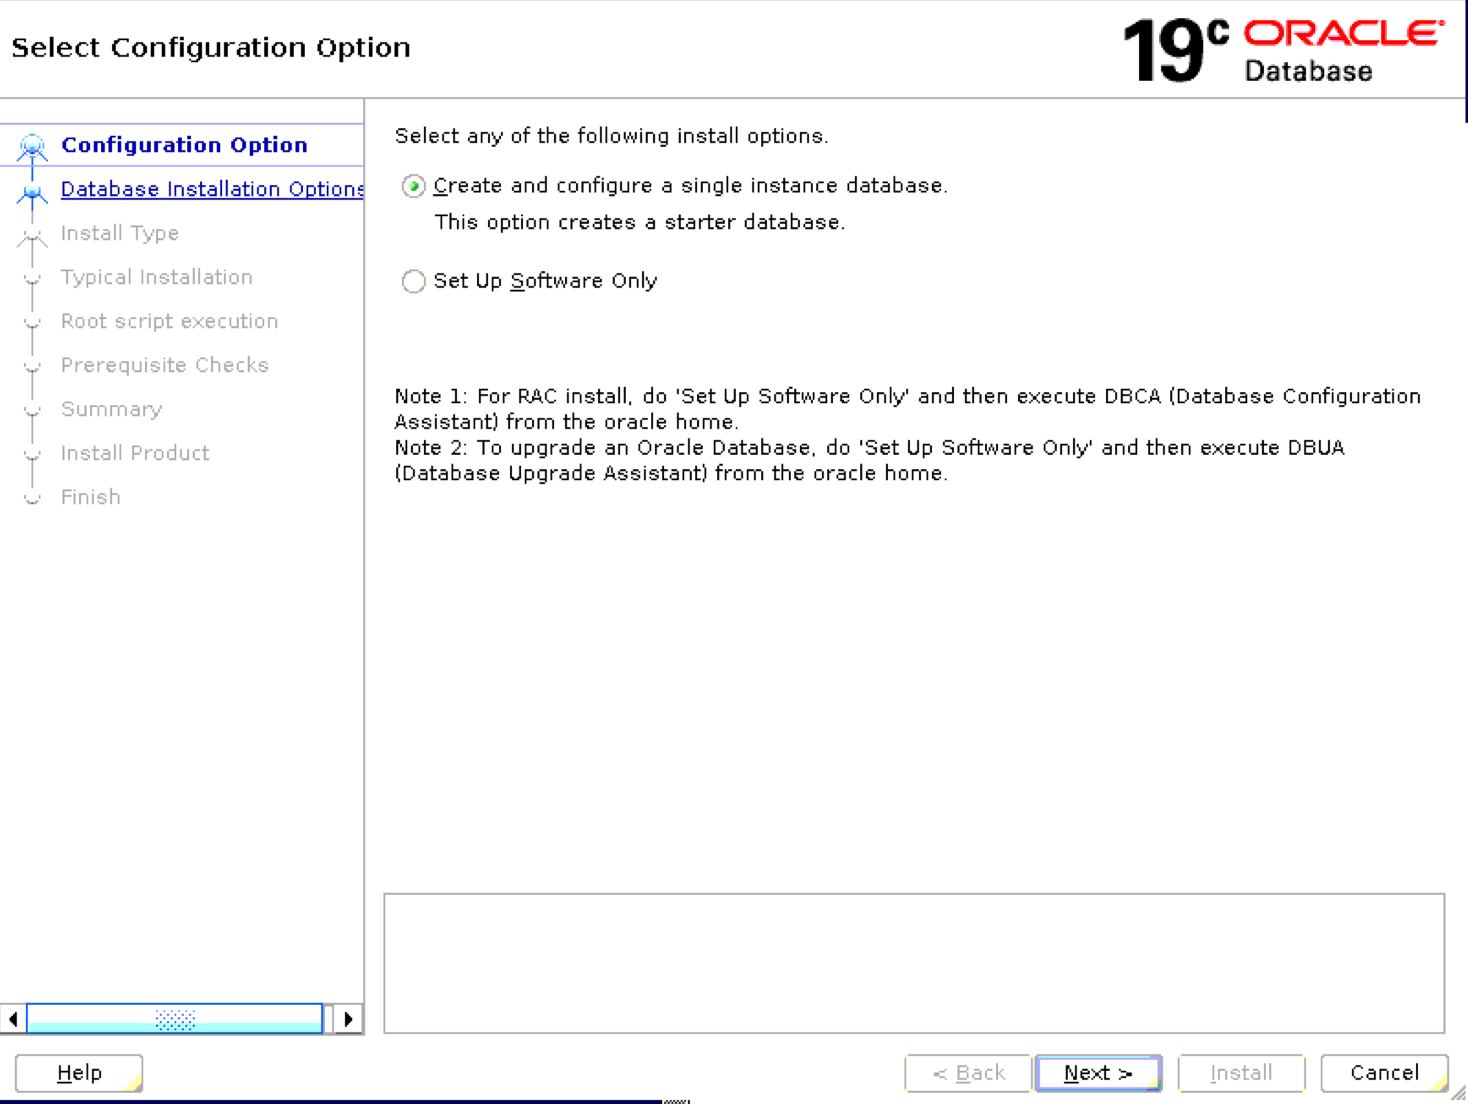 Select Configuration Option
19c ORACLE
Database
Configuration Option
Database Installation Options
Install Type
Typical Installation
Root script execution
Prerequisite Checks
Summary
Install Product
Finish
Select any of the following install options.
Create and configure a single instance database.
This option creates a starter database.
Set Up Software Only
Note 1: For RAC install, do 'Set Up Software Only' and then execute DBCA (Database Configuration
Assistant) from the oracle home.
Note 2: To upgrade an Oracle Database, do 'Set Up Software Only' and then execute DBUA
(Database Upgrade Assistant) from the oracle home.
Help
< Back
Next >
Install
Cancel